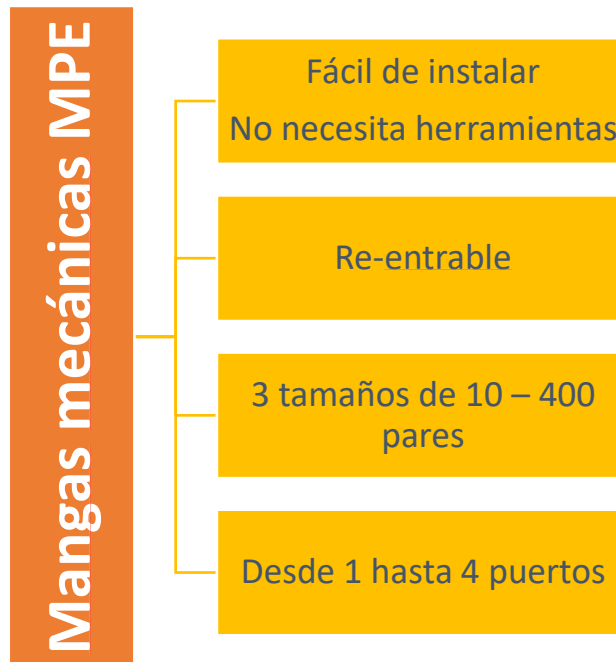 Mangas mecánicas MPE
Fácil de instalar
No necesita herramientas
Re-entrable
3 tamaños de 10 – 400
pares
Desde 1 hasta 4 puertos